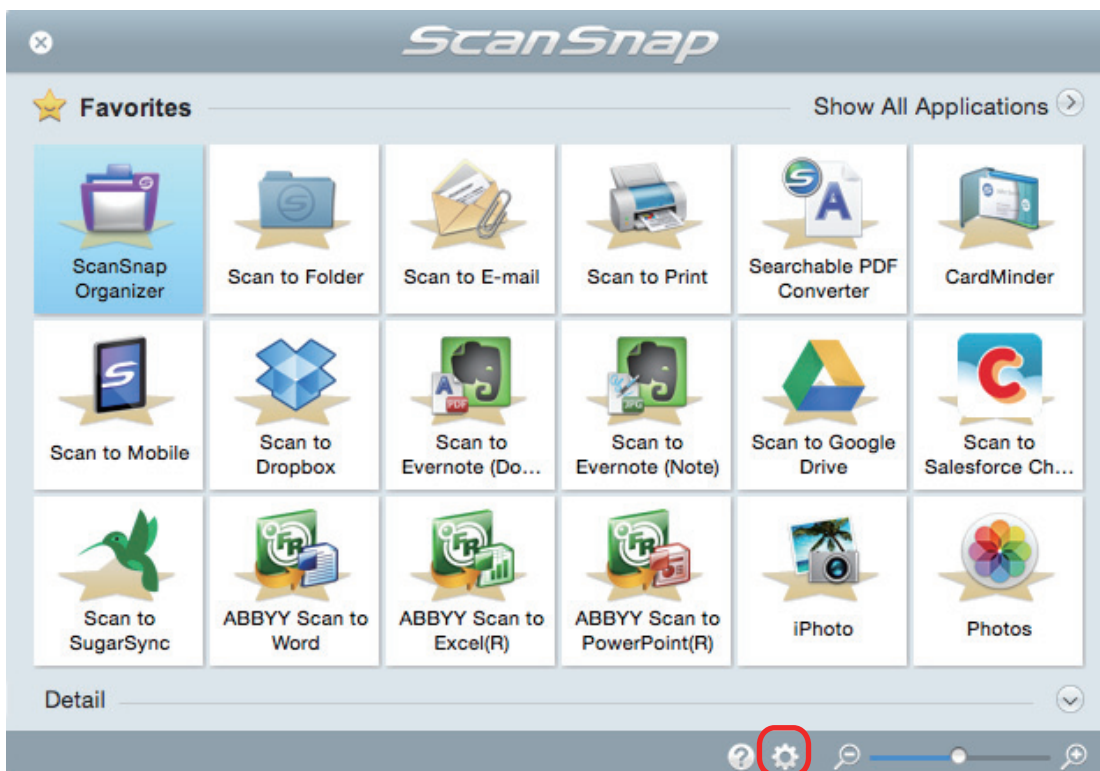 ScanSnap
Favorites
Show All Applications
ScanSnap
Organizer
Scan to Folder
Scan to E-mail
Scan to Print
Searchable PDF
Converter
CardMinder
Scan to Mobile
Scan to
Dropbox
Scan to
Evernote (Do...
Scan to
Evernote (Note)
Scan to Google
Drive
Scan to
Salesforce Ch...
Scan to
SugarSync
ABBYY Scan to
Word
ABBYY Scan to
Excel(R)
ABBYY Scan to
PowerPoint(R)
iPhoto
Photos
Detail